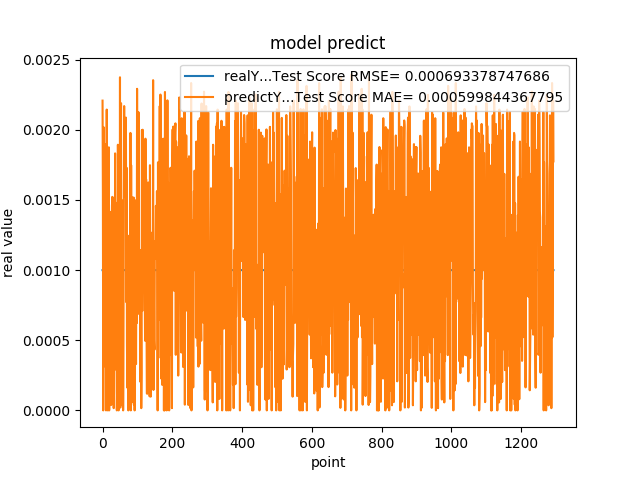 model predict
realY...Test Score RMSE= 0.000693378747686
predictY...Test Score MAE= 0.000599844367795
0.0025
0.0020
0.0015
0.0010
0.0005
0.0000
real value
0 200 400 600 800 1000 1200
point